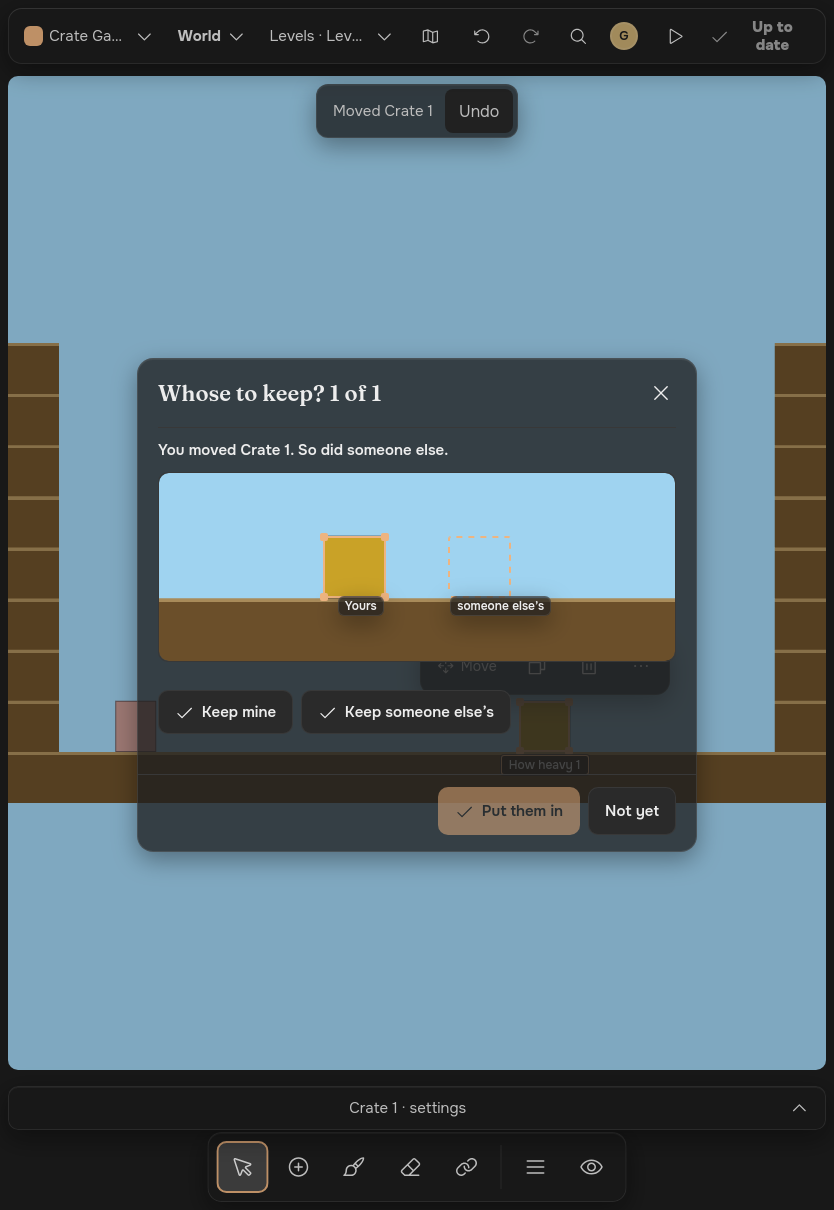 Crate Ga...
World
Levels · Lev...
G
Up to
date
Moved Crate 1
Undo
Whose to keep? 1 of 1
You moved Crate 1. So did someone else.
Yours
someone else's
Move
Keep mine
Keep someone else's
How heavy 1
Put them in
Not yet
Crate 1 · settings